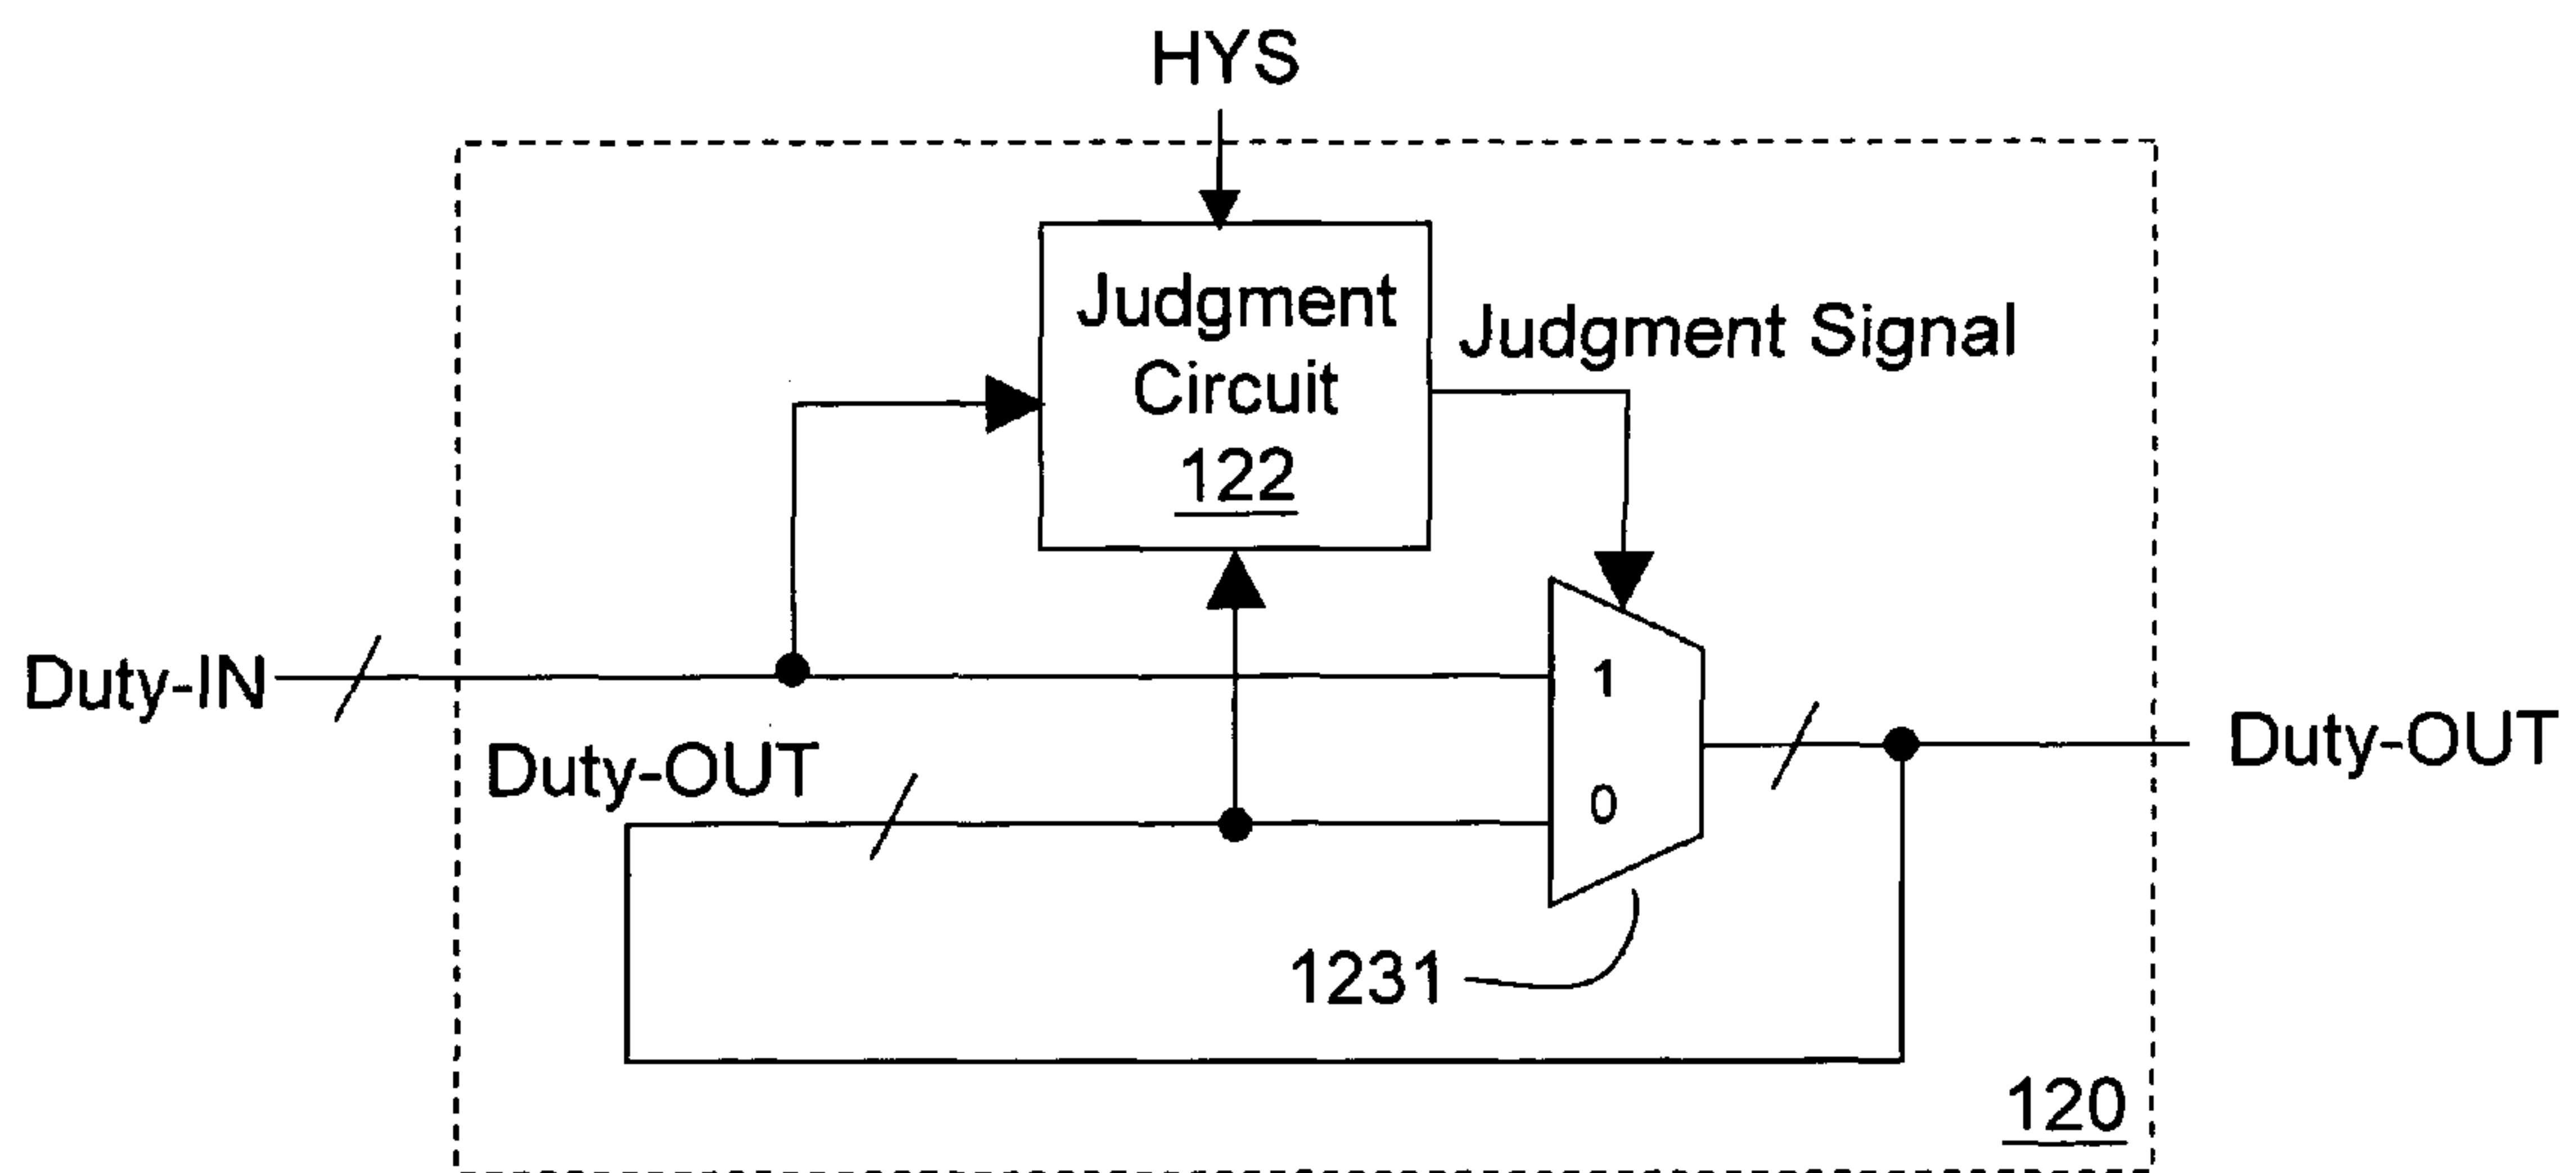 HYS
Judgment
Circuit
122
Judgment Signal
Duty-IN
1
Duty-OUT
0
Duty-OUT
1231
120